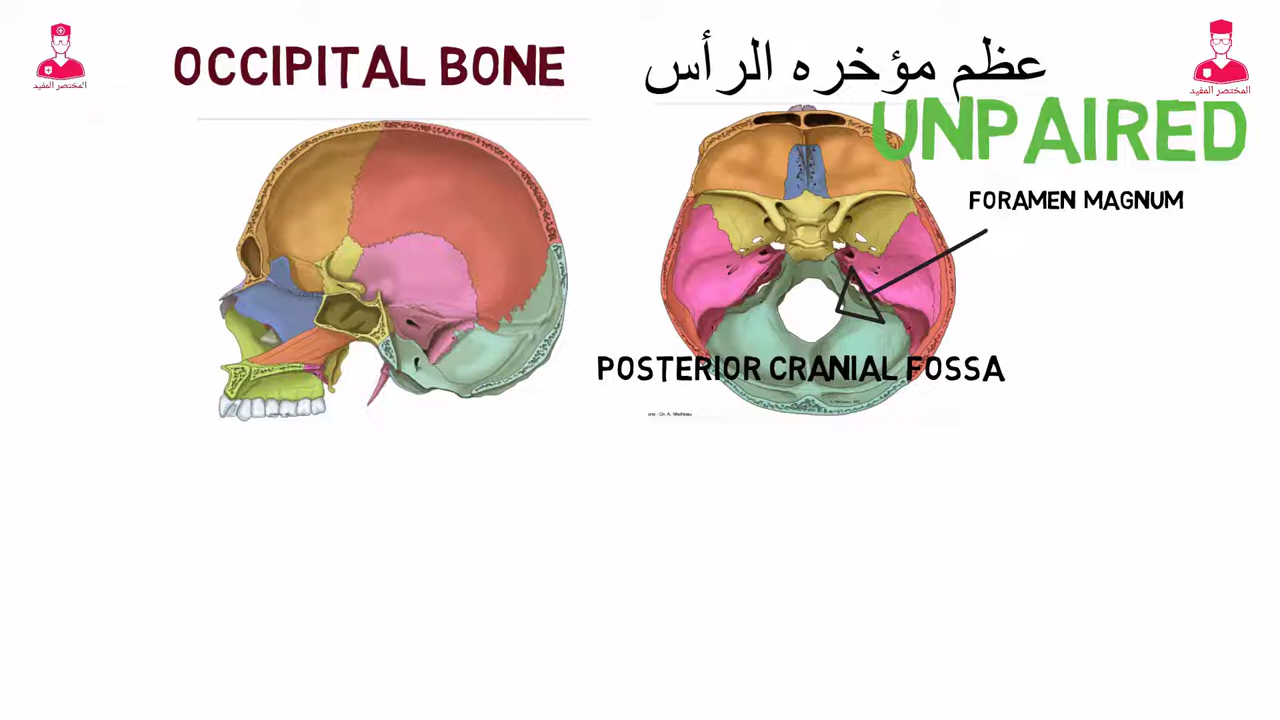 المختصر المفيد
OCCIPITAL BONE
عظم مؤخره الرأس
المختصر المفيد
UNPAIRED
FORAMEN MAGNUM
POSTERIOR CRANIAL FOSSA